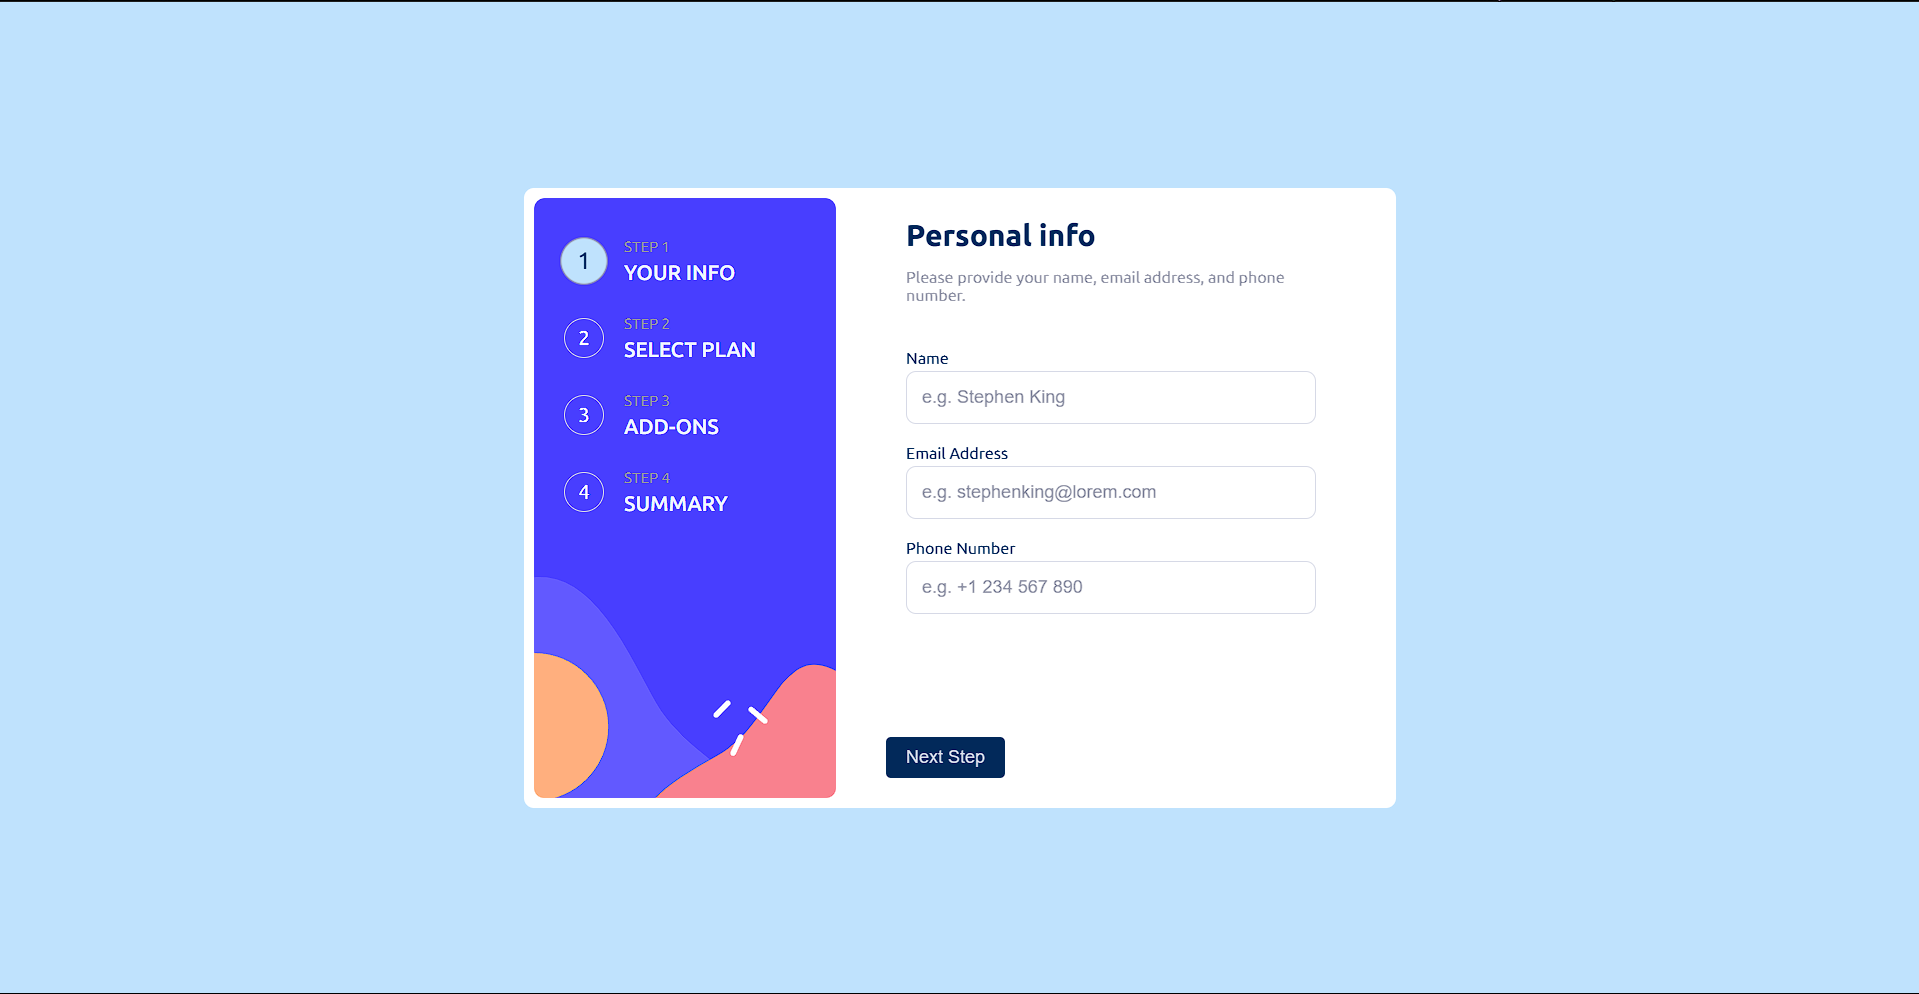 1
STEP 1
YOUR INFO
2
STEP 2
SELECT PLAN
3
STEP 3
ADD-ONS
4
STEP 4
SUMMARY
Personal info
Please provide your name, email address, and phone
number.
Name
e.g. Stephen King
Email Address
e.g. stephenking@lorem.com
Phone Number
e.g. +1 234 567 890
Next Step